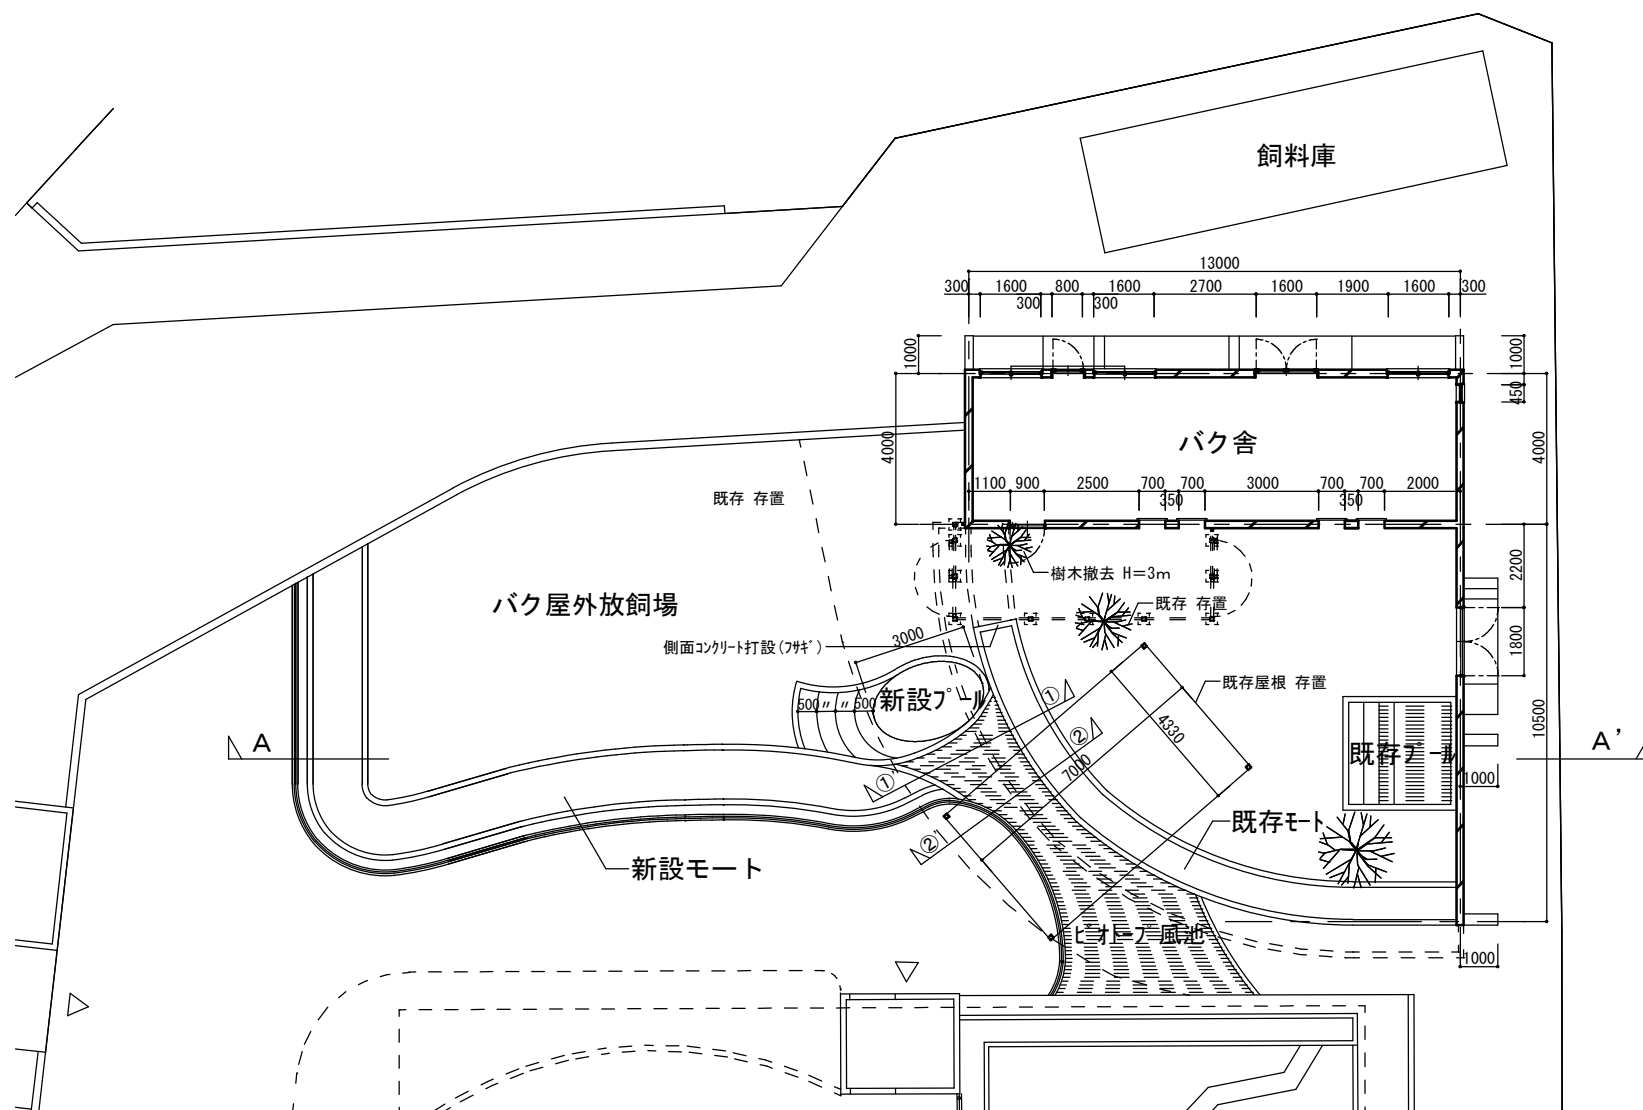 飼料庫
13000
300 1600 800 1600 2700 1600 1900 1600 300
300 300
1000
1000
450
4000
バク舎
4000
1100 900 2500 700 700 3000 700 700 2000
350 350
既存 存置
樹木撤去 H=3m
2200
バク屋外放飼場
既存 存置
側面コンクリート打設(フサギ)
3000
1800
既存屋根 存置
①
500 〃 〃 500
新設プール
②
4330
10500
A
既存プール
A’
7000
①’
1000
既存モート
②’
新設モート
ビオトープ風池
1000